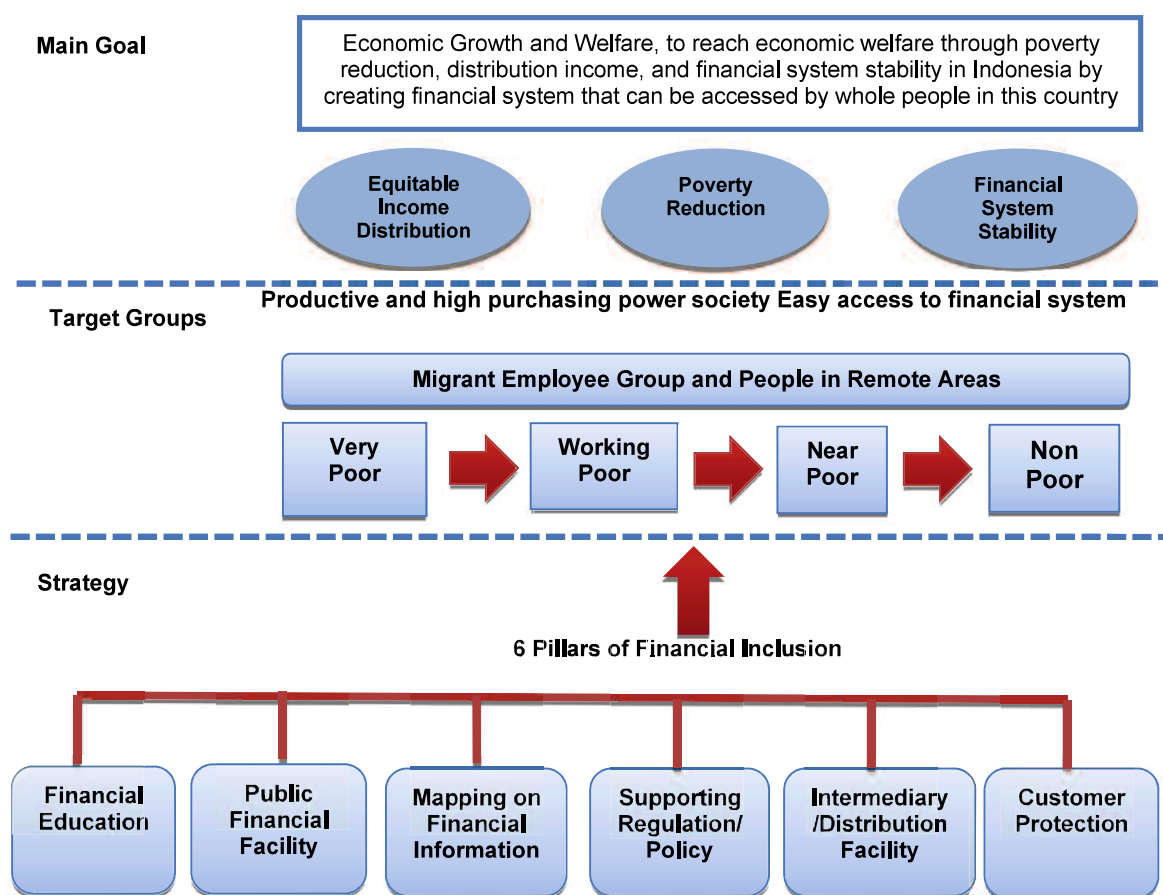 Main Goal
Economic Growth and Welfare, to reach economic welfare through poverty
reduction, distribution income, and financial system stability in Indonesia by
creating financial system that can be accessed by whole people in this country
Equitable
Income
Distribution
Poverty
Reduction
Financial
System
Stability
Productive and high purchasing power society Easy access to financial system
Target Groups
Migrant Employee Group and People in Remote Areas
Very
Poor
Working
Poor
Near
Poor
Non
Poor
Strategy
6 Pillars of Financial Inclusion
Financial
Education
Public
Financial
Facility
Mapping on
Financial
Information
Supporting
Regulation/
Policy
Intermediary
/Distribution
Facility
Customer
Protection